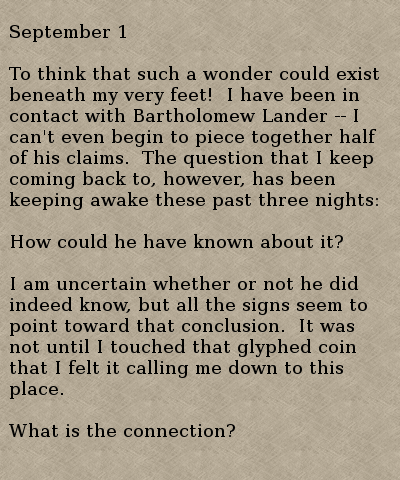 September 1
To think that such a wonder could exist
beneath my very feet!  I have been in
contact with Bartholomew Lander -- I
can't even begin to piece together half
of his claims.  The question that I keep
coming back to, however, has been
keeping awake these past three nights:
How could he have known about it?
I am uncertain whether or not he did
indeed know, but all the signs seem to
point toward that conclusion.  It was
not until I touched that glyphed coin
that I felt it calling me down to this
place.
What is the connection?